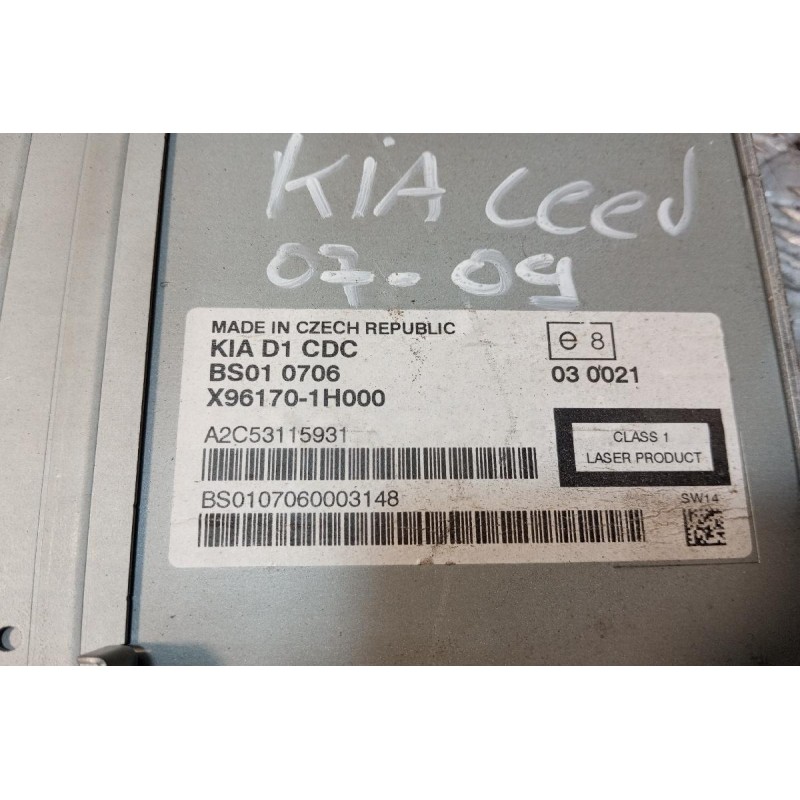 KIA ceed
07-09
MADE IN CZECH REPUBLIC
KIA D1 CDC
BS01 0706
X96170-1H000
e 8
03 0021
A2C53115931
CLASS 1
LASER PRODUCT
BS0107060003148
SW14